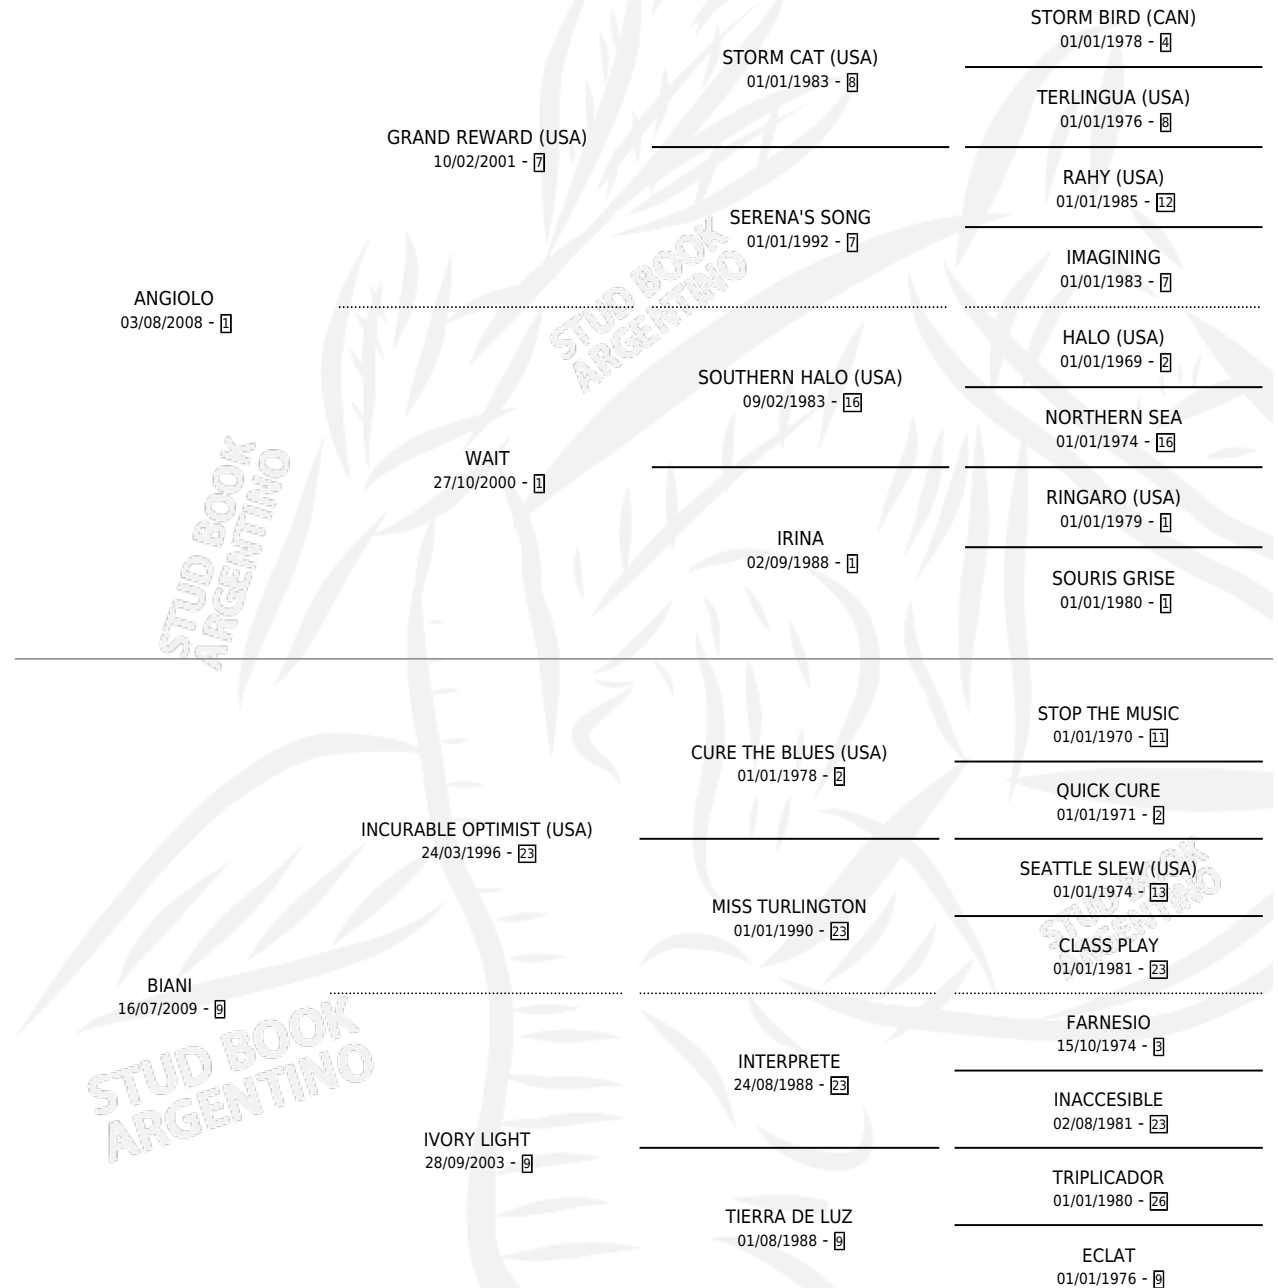 STORM BIRD (CAN)
01/01/1978 - 4
STORM CAT (USA)
01/01/1983 - 8
TERLINGUA (USA)
01/01/1976 - 8
GRAND REWARD (USA)
10/02/2001 - 7
RAHY (USA)
01/01/1985 - 12
SERENA'S SONG
01/01/1992 - 7
IMAGINING
01/01/1983 - 7
ANGIOLO
03/08/2008 - 1
HALO (USA)
01/01/1969 - 2
SOUTHERN HALO (USA)
09/02/1983 - 16
NORTHERN SEA
01/01/1974 - 16
WAIT
27/10/2000 - 1
RINGARO (USA)
01/01/1979 - 1
IRINA
02/09/1988 - 1
SOURIS GRISE
01/01/1980 - 1
STOP THE MUSIC
01/01/1970 - 11
CURE THE BLUES (USA)
01/01/1978 - 2
QUICK CURE
01/01/1971 - 2
INCURABLE OPTIMIST (USA)
24/03/1996 - 23
SEATTLE SLEW (USA)
01/01/1974 - 13
MISS TURLINGTON
01/01/1990 - 23
CLASS PLAY
01/01/1981 - 23
BIANI
16/07/2009 - 9
FARNESIO
15/10/1974 - 3
INTERPRETE
24/08/1988 - 23
INACCESIBLE
02/08/1981 - 23
IVORY LIGHT
28/09/2003 - 9
TRIPLICADOR
01/01/1980 - 26
TIERRA DE LUZ
01/08/1988 - 9
ECLAT
01/01/1976 - 9
STUD BOOK
ARGENTINO
STUD BOOK
ARGENTINO
STUD BOOK
ARGENTINO
STUD BOOK
ARGENTINO